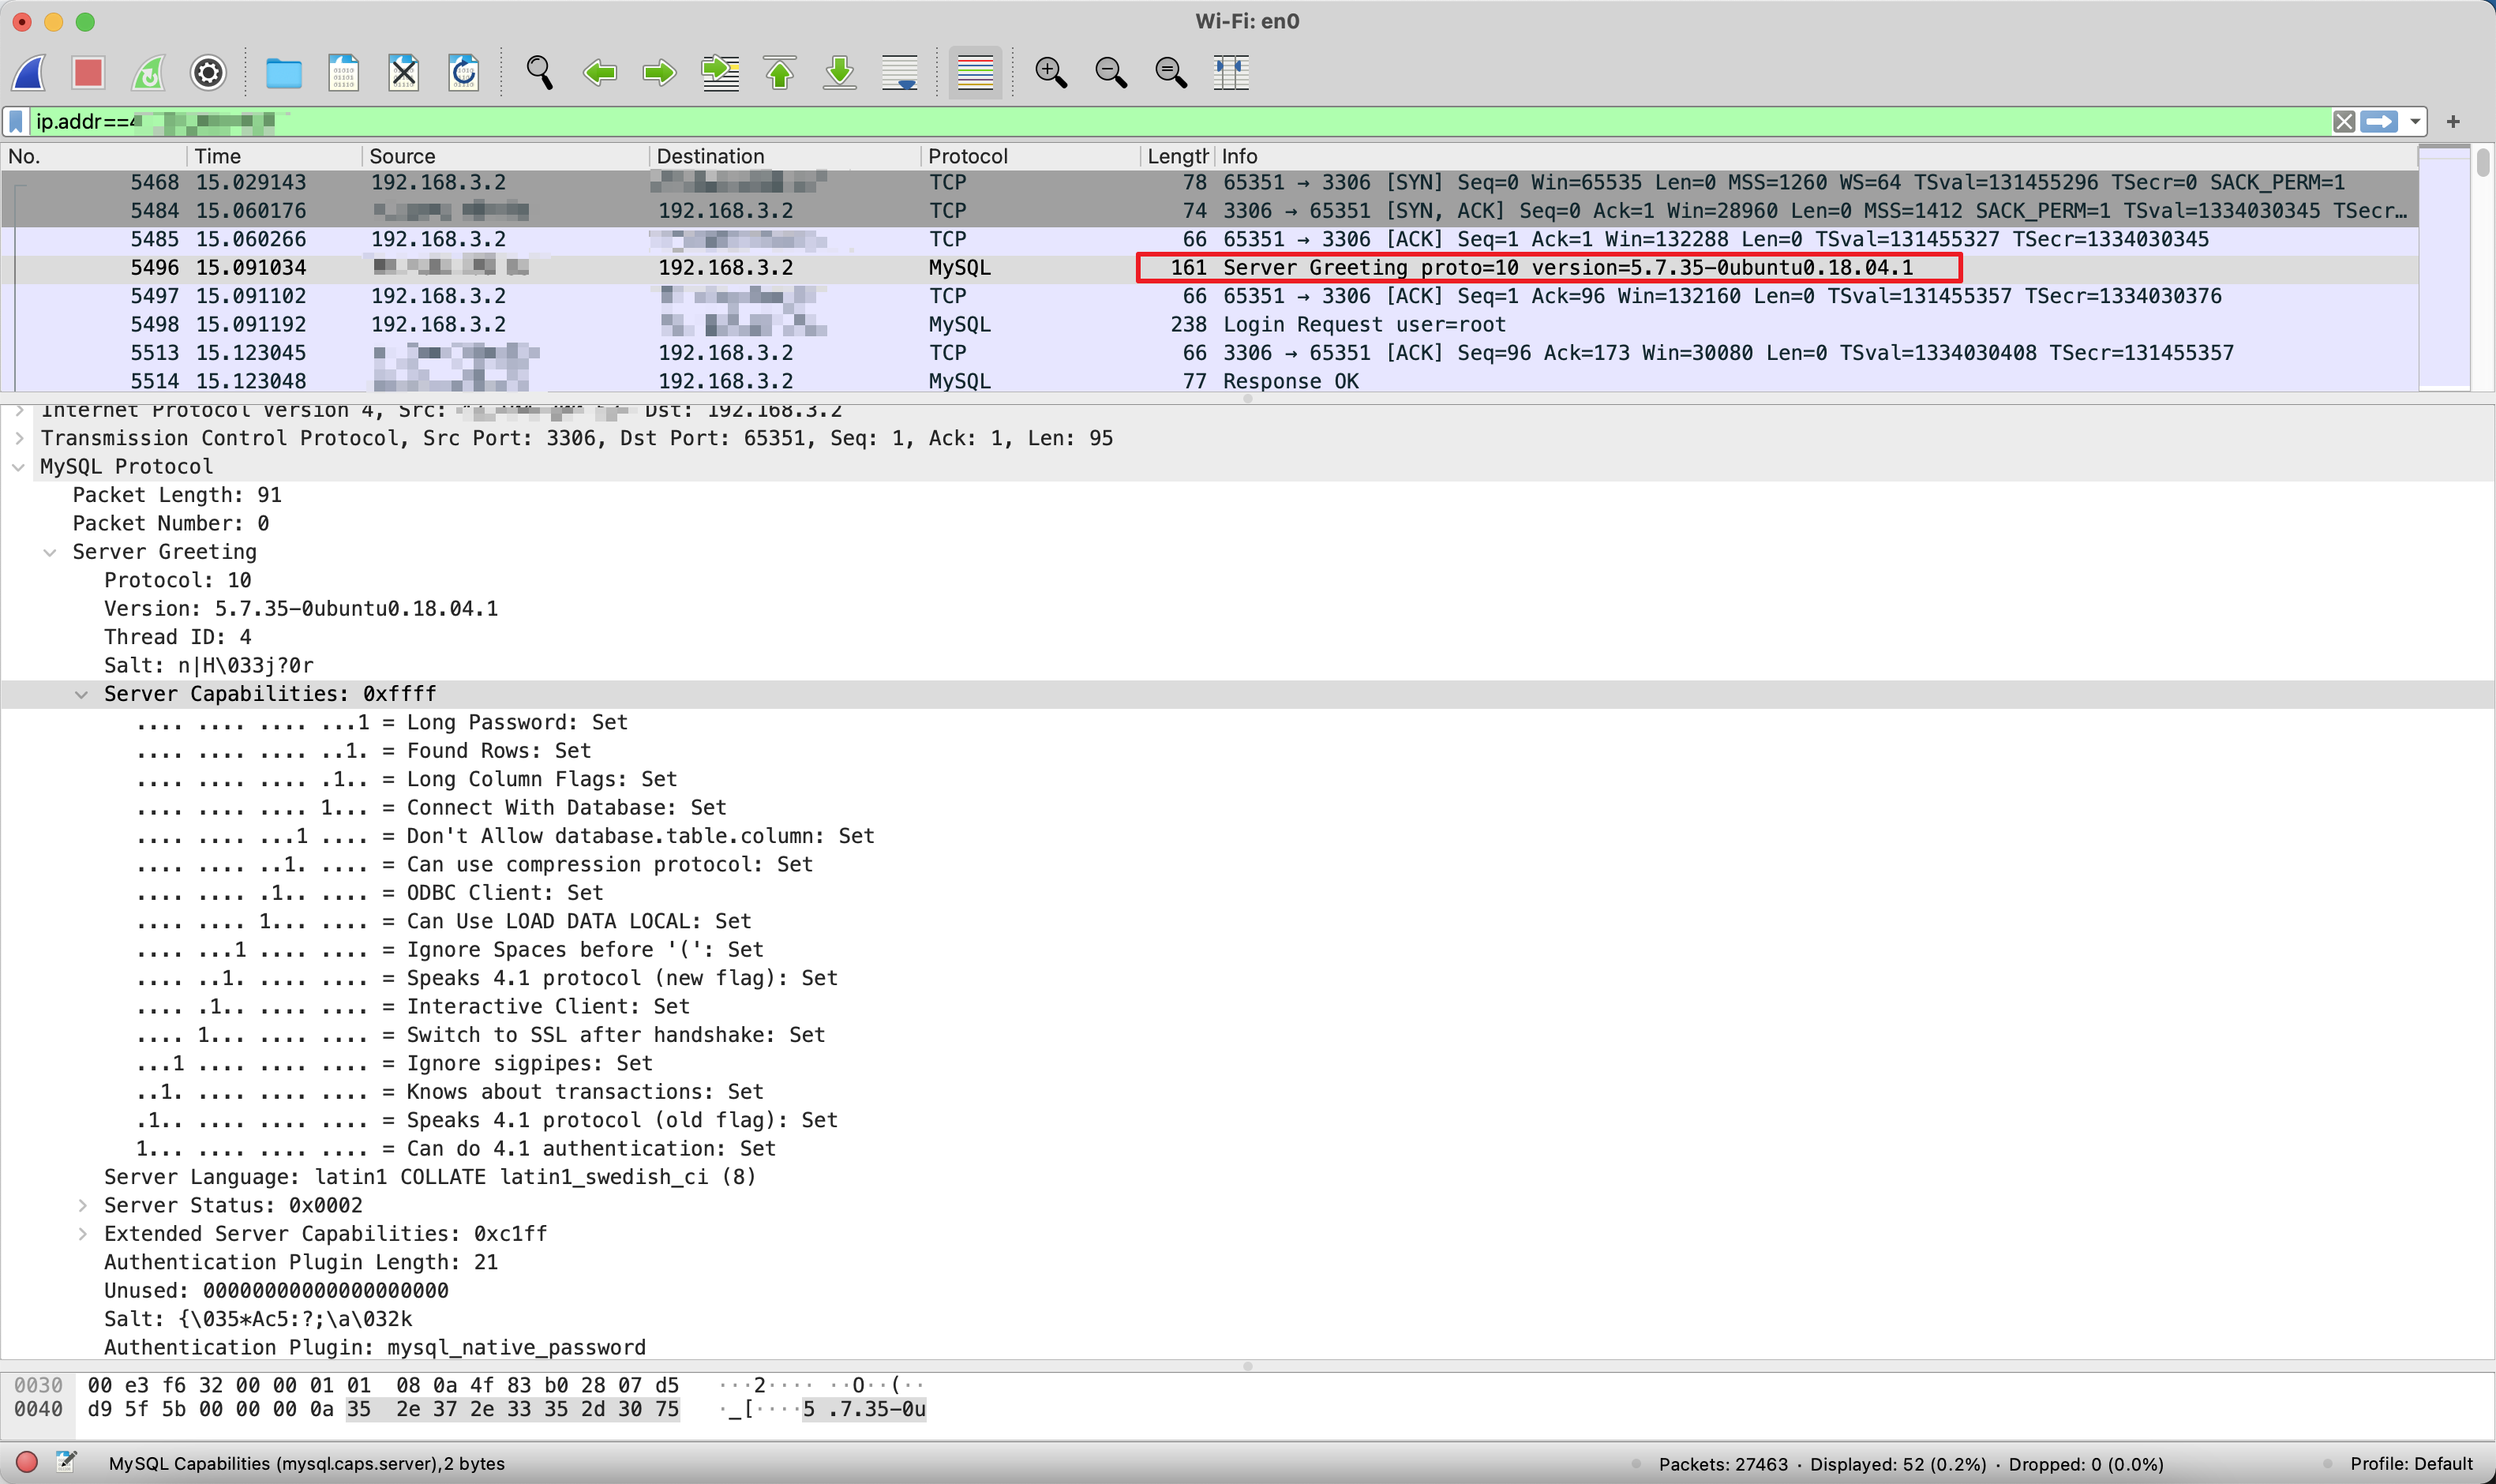 Wi-Fi: en0
ip.addr==4
No. Time Source Destination Protocol Length Info
5468 15.029143 192.168.3.2 TCP 78 65351 → 3306 [SYN] Seq=0 Win=65535 Len=0 MSS=1260 WS=64 TSval=131455296 TSecr=0 SACK_PERM=1
5484 15.060176 192.168.3.2 TCP 74 3306 → 65351 [SYN, ACK] Seq=0 Ack=1 Win=28960 Len=0 MSS=1412 SACK_PERM=1 TSval=1334030345 TSecr…
5485 15.060266 192.168.3.2 TCP 66 65351 → 3306 [ACK] Seq=1 Ack=1 Win=132288 Len=0 TSval=131455327 TSecr=1334030345
5496 15.091034 192.168.3.2 MySQL 161 Server Greeting proto=10 version=5.7.35-0ubuntu0.18.04.1
5497 15.091102 192.168.3.2 TCP 66 65351 → 3306 [ACK] Seq=1 Ack=96 Win=132160 Len=0 TSval=131455357 TSecr=1334030376
5498 15.091192 192.168.3.2 MySQL 238 Login Request user=root
5513 15.123045 192.168.3.2 TCP 66 3306 → 65351 [ACK] Seq=96 Ack=173 Win=30080 Len=0 TSval=1334030408 TSecr=131455357
5514 15.123048 192.168.3.2 MySQL 77 Response OK
Internet Protocol Version 4, Src: Dst: 192.168.3.2
Transmission Control Protocol, Src Port: 3306, Dst Port: 65351, Seq: 1, Ack: 1, Len: 95
MySQL Protocol
Packet Length: 91
Packet Number: 0
Server Greeting
Protocol: 10
Version: 5.7.35-0ubuntu0.18.04.1
Thread ID: 4
Salt: n|H\033j?0r
Server Capabilities: 0xffff
.... .... .... ...1 = Long Password: Set
.... .... .... ..1. = Found Rows: Set
.... .... .... .1.. = Long Column Flags: Set
.... .... .... 1... = Connect With Database: Set
.... .... ...1 .... = Don't Allow database.table.column: Set
.... .... ..1. .... = Can use compression protocol: Set
.... .... .1.. .... = ODBC Client: Set
.... .... 1... .... = Can Use LOAD DATA LOCAL: Set
.... ...1 .... .... = Ignore Spaces before '(': Set
.... ..1. .... .... = Speaks 4.1 protocol (new flag): Set
.... .1.. .... .... = Interactive Client: Set
.... 1... .... .... = Switch to SSL after handshake: Set
...1 .... .... .... = Ignore sigpipes: Set
..1. .... .... .... = Knows about transactions: Set
.1.. .... .... .... = Speaks 4.1 protocol (old flag): Set
1... .... .... .... = Can do 4.1 authentication: Set
Server Language: latin1 COLLATE latin1_swedish_ci (8)
Server Status: 0x0002
Extended Server Capabilities: 0xc1ff
Authentication Plugin Length: 21
Unused: 00000000000000000000
Salt: {\035*Ac5:?;\a\032k
Authentication Plugin: mysql_native_password
0030 00 e3 f6 32 00 00 01 01 08 0a 4f 83 b0 28 07 d5 ···2···· ··O··(··
0040 d9 5f 5b 00 00 00 0a 35 2e 37 2e 33 35 2d 30 75 ·_[····5 .7.35-0u
MySQL Capabilities (mysql.caps.server), 2 bytes Packets: 27463 · Displayed: 52 (0.2%) · Dropped: 0 (0.0%) Profile: Default